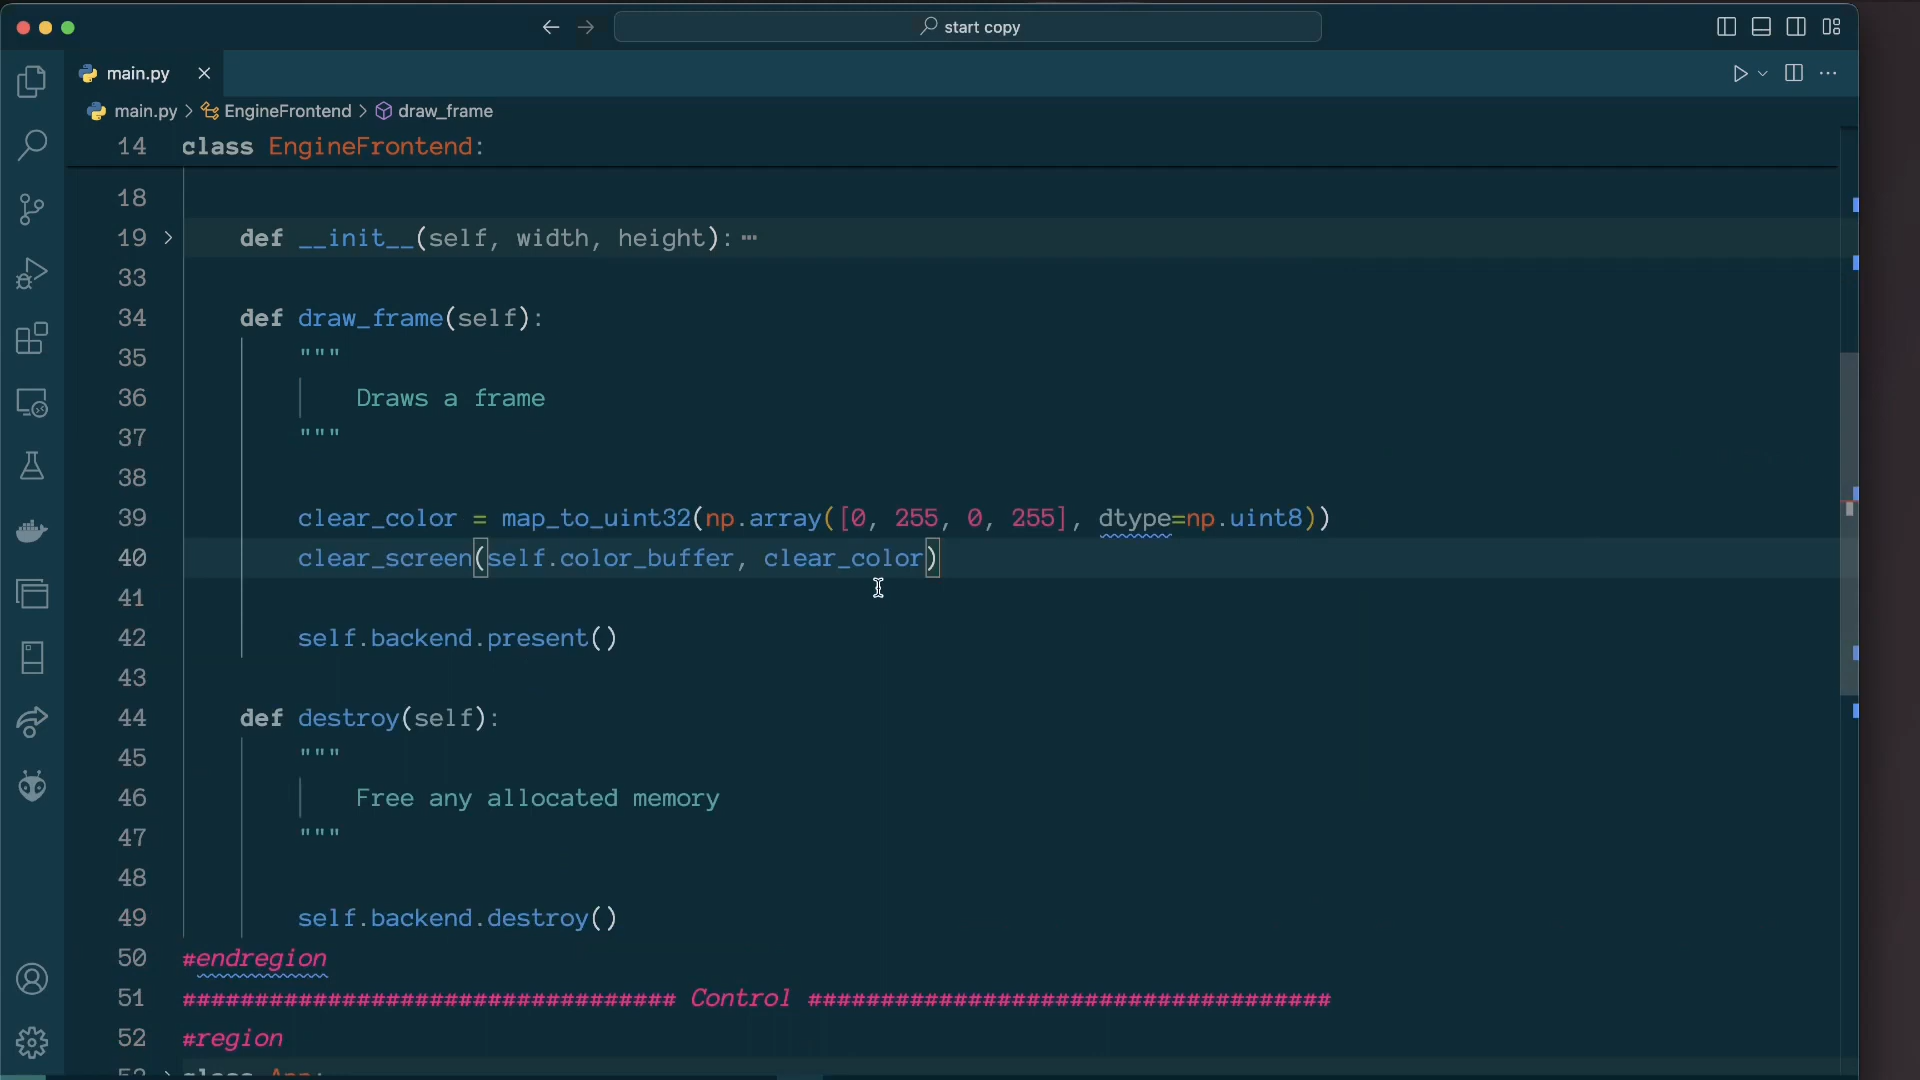 start copy
main.py
main.py > EngineFrontend > draw_frame
14 class EngineFrontend:
18
19 def __init__(self, width, height): ⋯
33
34 def draw_frame(self):
35 """
36 Draws a frame
37 """
38
39 clear_color = map_to_uint32(np.array([0, 255, 0, 255], dtype=np.uint8))
40 clear_screen(self.color_buffer, clear_color)
41
42 self.backend.present()
43
44 def destroy(self):
45 """
46 Free any allocated memory
47 """
48
49 self.backend.destroy()
50 #endregion
51 ################################## Control ####################################
52 #region
53 class App: